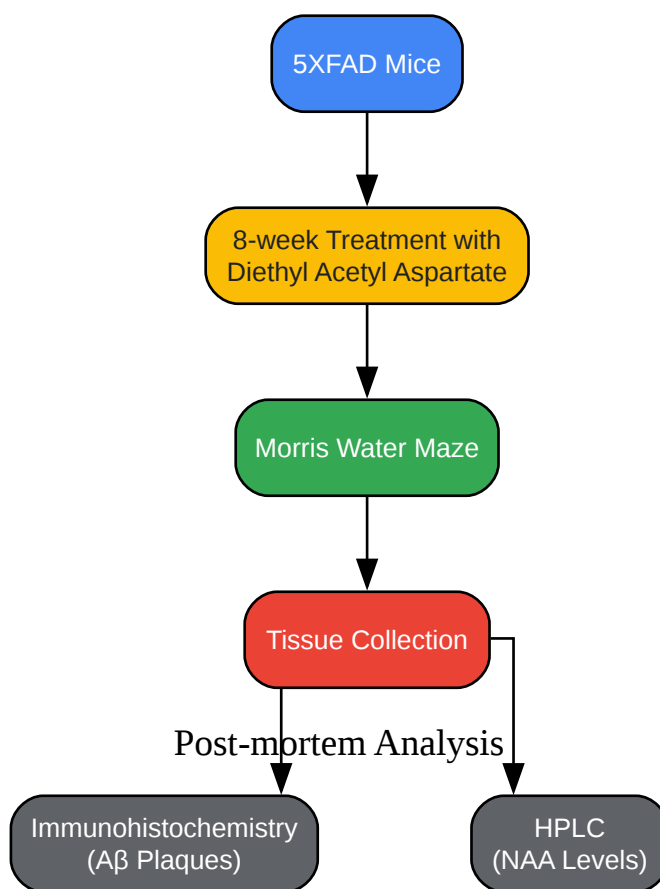 5XFAD Mice
8-week Treatment with
Diethyl Acetyl Aspartate
Morris Water Maze
Tissue Collection
Post-mortem Analysis
Immunohistochemistry
(Aβ Plaques)
HPLC
(NAA Levels)